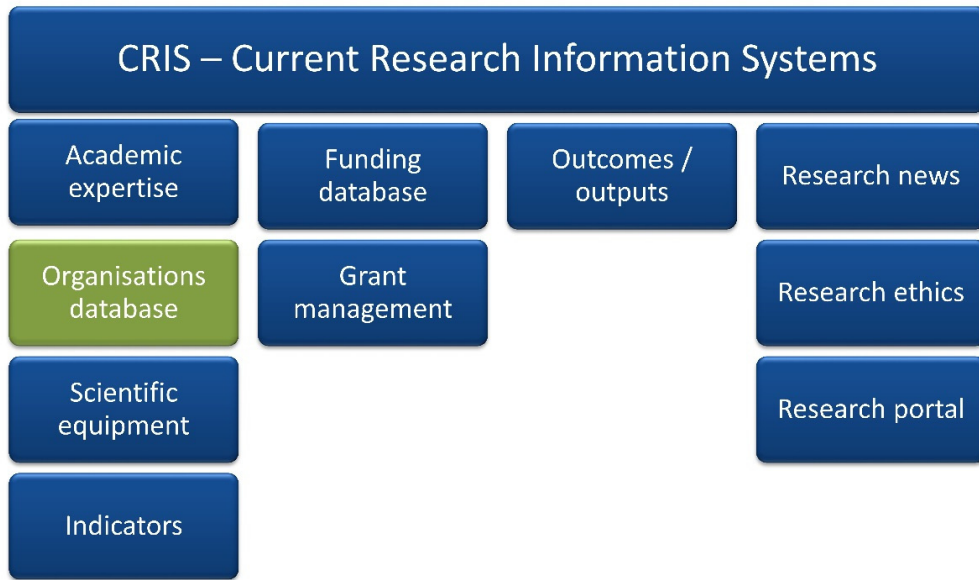 CRIS – Current Research Information Systems
Academic
expertise
Funding
database
Outcomes /
outputs
Research news
Organisations
database
Grant
management
Research ethics
Scientific
equipment
Research portal
Indicators